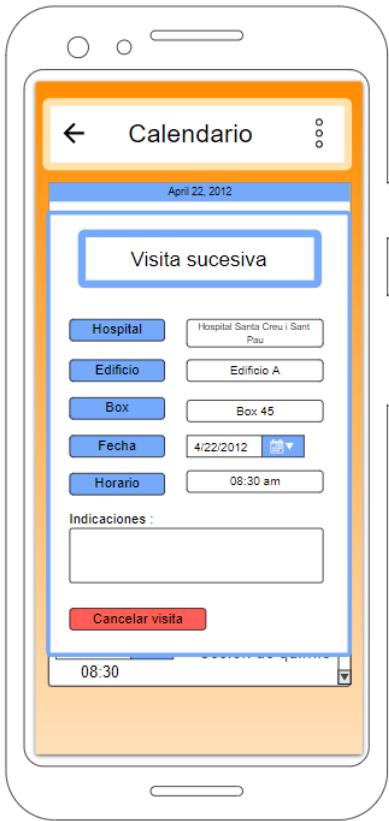 Calendario
April 22, 2012
Visita sucesiva
Hospital
Hospital Santa Creu i Sant
Pau
Edificio
Edificio A
Box
Box 45
Fecha
4/22/2012
Horario
08:30 am
Indicaciones :
Cancelar visita
08:30